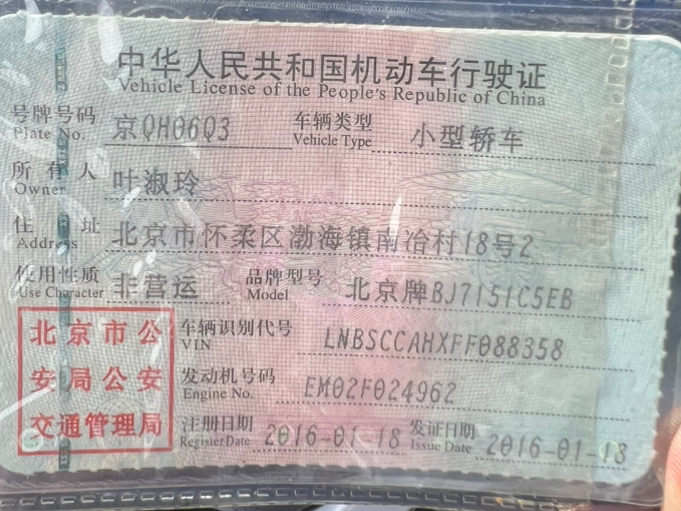 中华人民共和国机动车行驶证
Vehicle License of the People's Republic of China
号牌号码 京QH06Q3 车辆类型 小型轿车
Plate No. Vehicle Type
所有人 叶淑玲
Owner
住址 北京市怀柔区渤海镇南冶村18号2
Address
使用性质 非营运 品牌型号 北京牌BJ7151C5EB
Use Character Model
北京市公安局公安交通管理局
车辆识别代号 LNBSCCAHXFF088358
VIN
发动机号码 EM02F024962
Engine No.
注册日期 2016-01-18 发证日期 2016-01-18
Register Date Issue Date